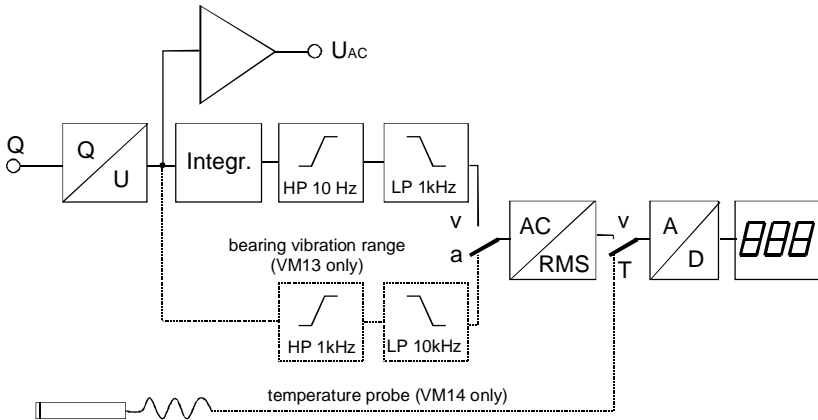 UAC
Q
Q
U
Integr.
HP 10 Hz
LP 1kHz
v
a
bearing vibration range
(VM13 only)
AC
RMS
v
T
A
D
888
HP 1kHz
LP 10kHz
temperature probe (VM14 only)